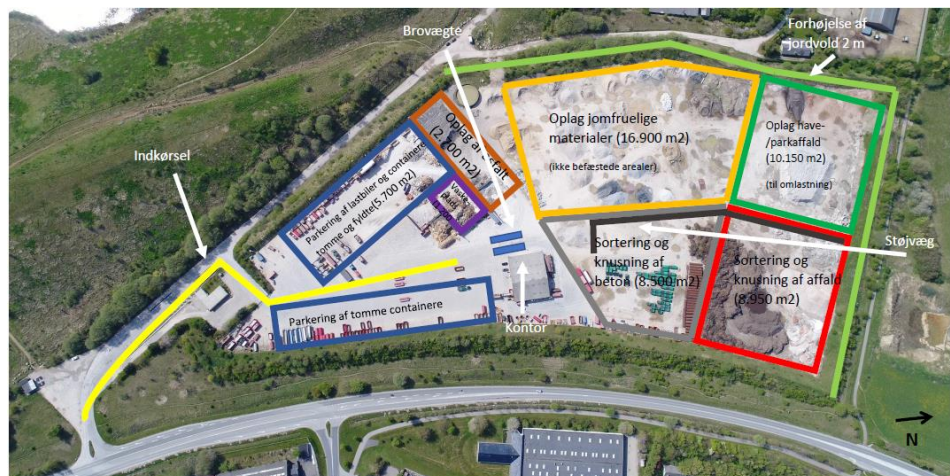 Brovægte
Forhøjelse af
jordvold 2 m
Indkørsel
Parkering af lastbiler og containere
tomme og fyldte(5.700 m2)
Oplag af asfalt
m2)
Oplag jomfruelige
materialer (16.900 m2)
(ikke befæstede arealer)
Oplag have-
/parkaffald
(10.150 m2)
(til omlastning)
Støjvæg
Sortering og
knusning af
beton (8.500 m2)
Sortering og
knusning af affald
(8.950 m2)
Parkering af tomme containere
Kontor
N